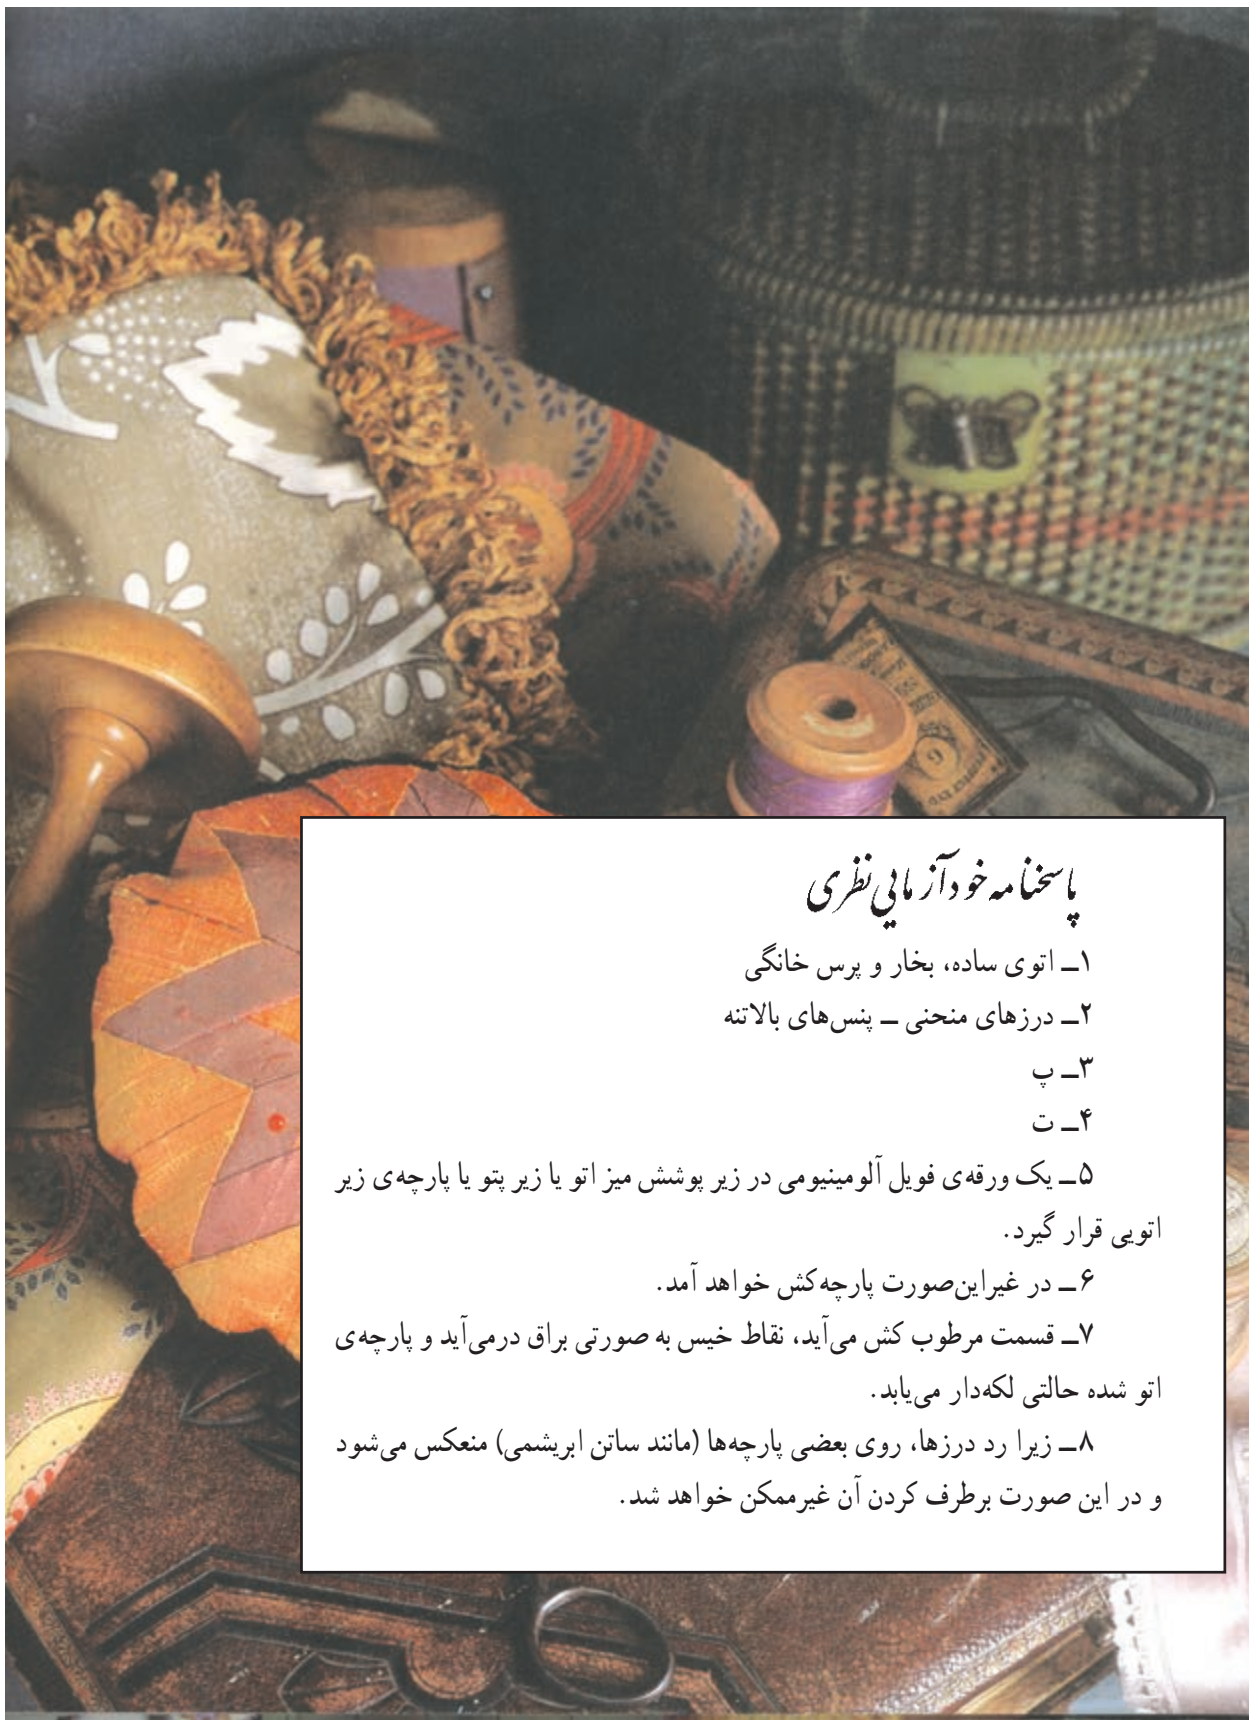 پاسخنامه خودآزمایی نظری
۱ــ اتوی ساده، بخار و پرس خانگی
۲ــ درزهای منحنی ــ پنس‌های بالاتنه
۳ــ پ
۴ــ ت
۵ــ یک ورقه‌ی فویل آلومینیومی در زیر پوشش میز اتو یا زیر پتو یا پارچه‌ی زیر
اتویی قرار گیرد.
۶ــ در غیراین‌صورت پارچه‌کش خواهد آمد.
۷ــ قسمت مرطوب کش می‌آید، نقاط خیس به صورتی براق درمی‌آید و پارچه‌ی
اتو شده حالتی لکه‌دار می‌یابد.
۸ــ زیرا رد درزها، روی بعضی پارچه‌ها (مانند ساتن ابریشمی) منعکس می‌شود
و در این صورت برطرف کردن آن غیرممکن خواهد شد.